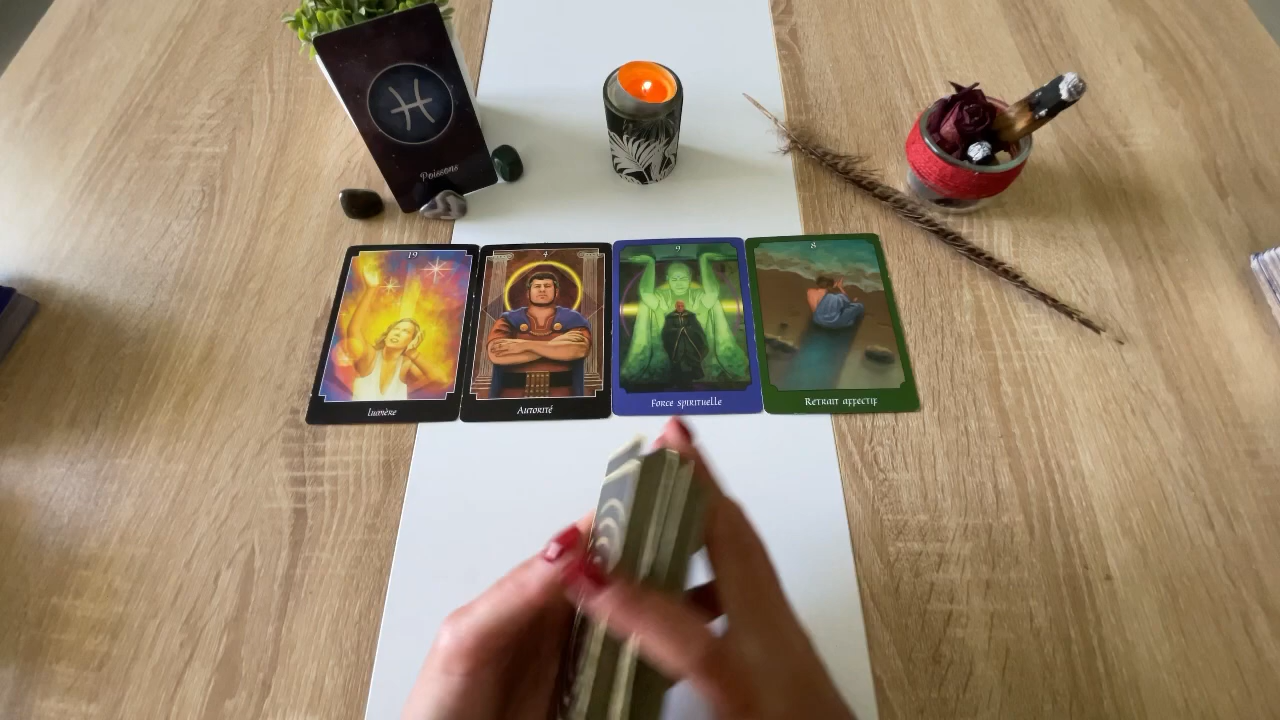 Poissons
19
Lumière
4
Autorité
9
Force spirituelle
8
Retrait affectif